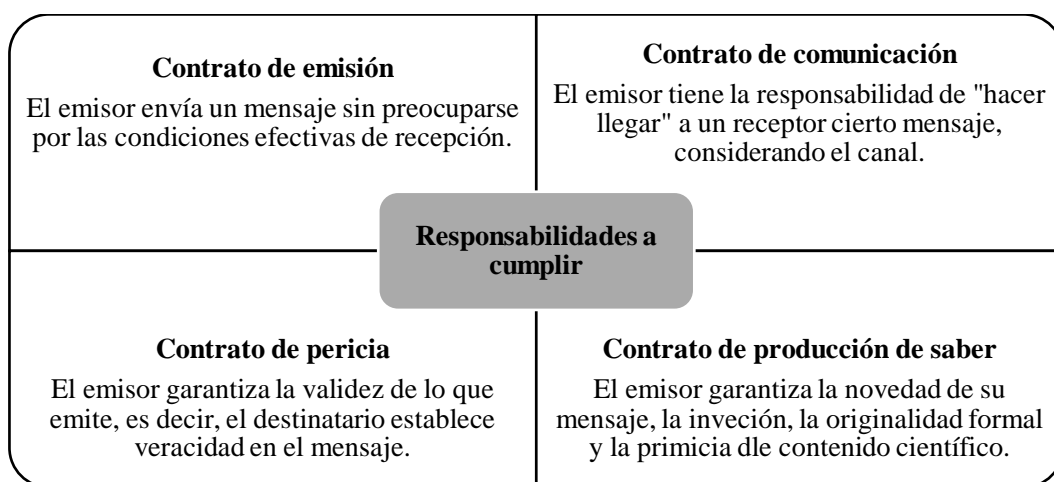 Contrato de emisión
El emisor envía un mensaje sin preocuparse
por las condiciones efectivas de recepción.
Contrato de comunicación
El emisor tiene la responsabilidad de "hacer
llegar" a un receptor cierto mensaje,
considerando el canal.
Responsabilidades a
cumplir
Contrato de pericia
El emisor garantiza la validez de lo que
emite, es decir, el destinatario establece
veracidad en el mensaje.
Contrato de producción de saber
El emisor garantiza la novedad de su
mensaje, la inveción, la originalidad formal
y la primicia dle contenido científico.